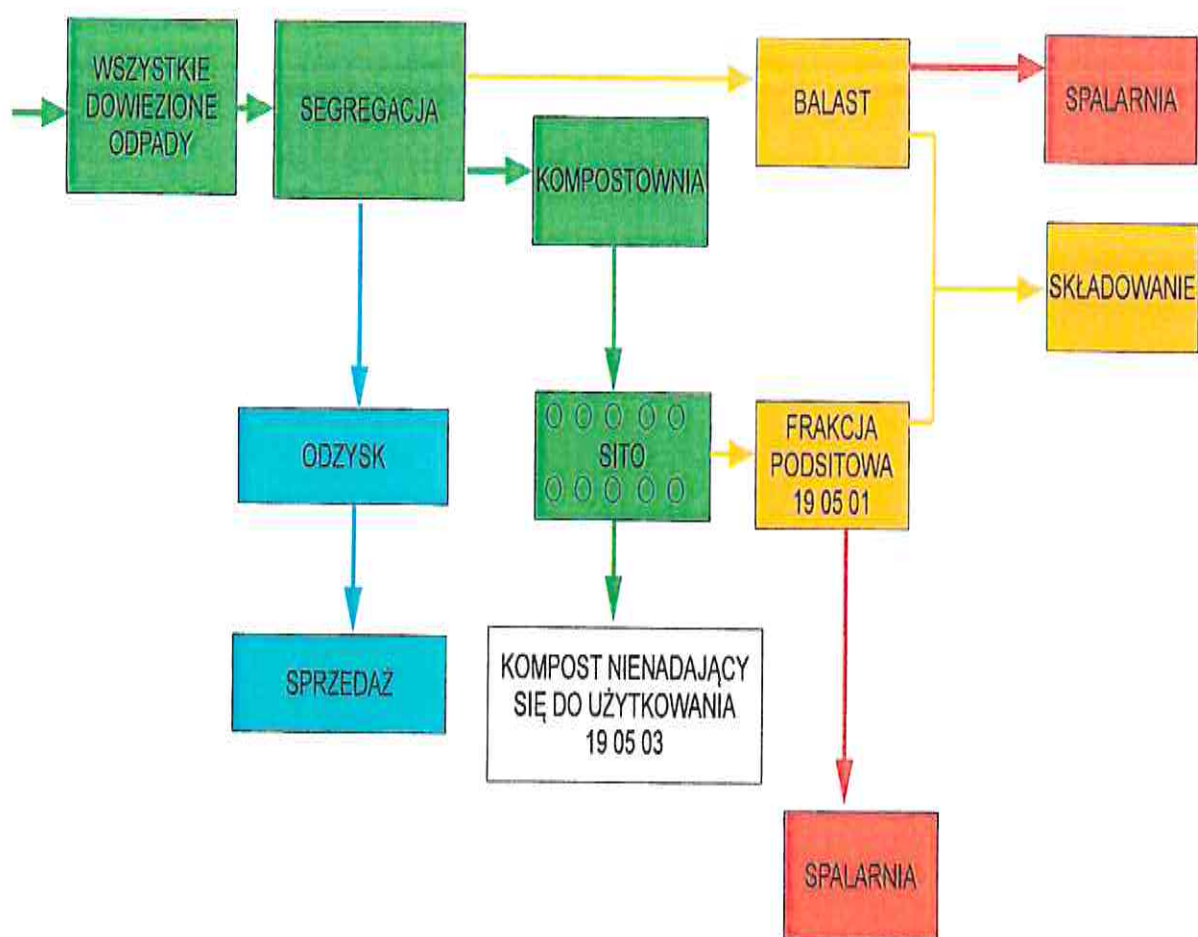 WSZYSTKIE
DOWIEZIONE
ODPADY
SEGREGACJA
BALAST
SPALARNIA
KOMPOSTOWNIA
SKŁADOWANIE
ODZYSK
SITO
FRAKCJA
PODSITOWA
19 05 01
SPRZEDAŻ
KOMPOST NIENADAJĄCY
SIĘ DO UŻYTKOWANIA
19 05 03
SPALARNIA